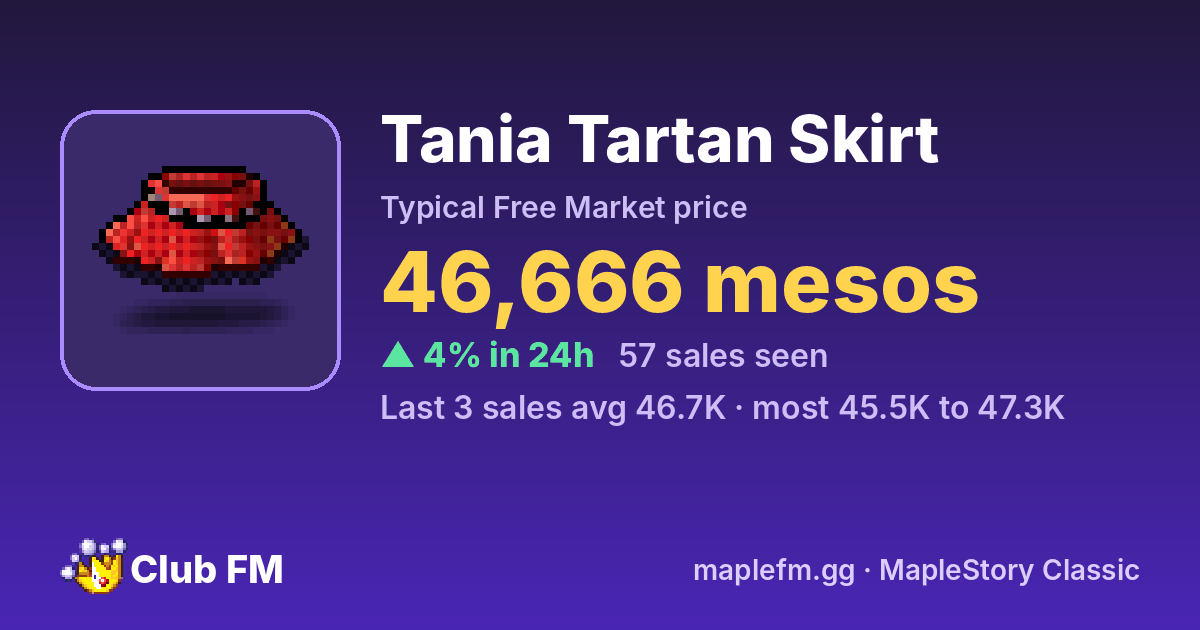 Tania Tartan Skirt
Typical Free Market price
46,666 mesos
▲ 4% in 24h 57 sales seen
Last 3 sales avg 46.7K · most 45.5K to 47.3K
Club FM
maplefm.gg · MapleStory Classic